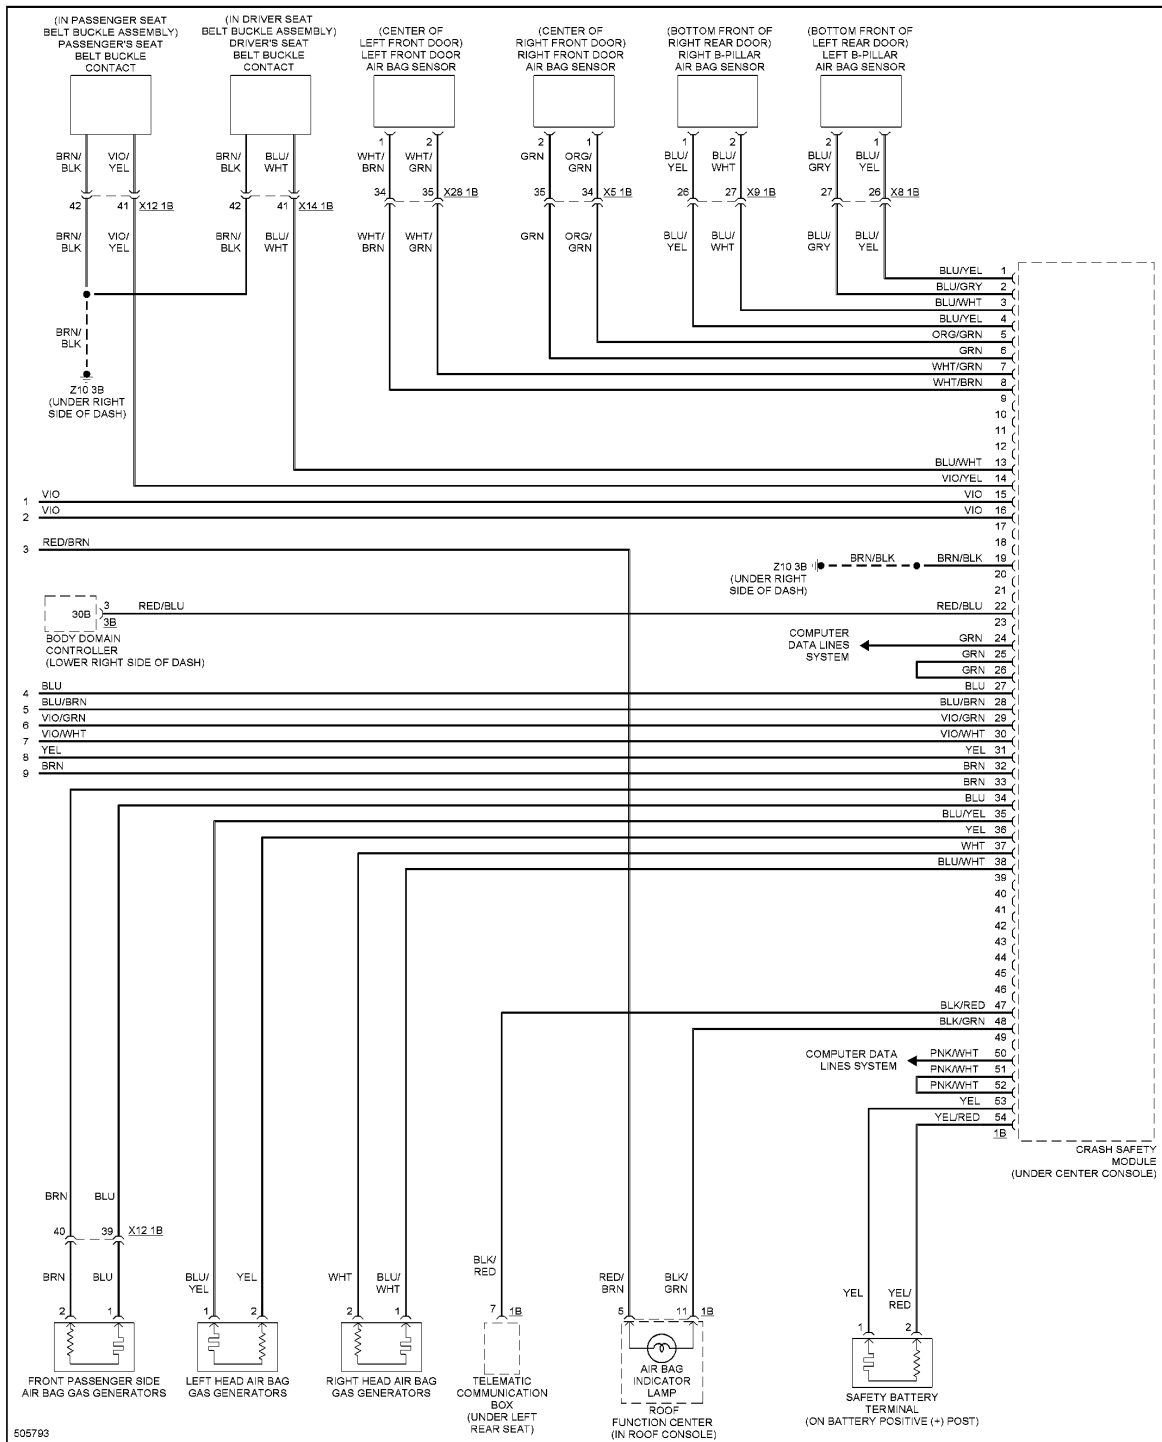 (IN PASSENGER SEAT
BELT BUCKLE ASSEMBLY)
PASSENGER'S SEAT
BELT BUCKLE
CONTACT
(IN DRIVER SEAT
BELT BUCKLE ASSEMBLY)
DRIVER'S SEAT
BELT BUCKLE
CONTACT
(CENTER OF
LEFT FRONT DOOR)
LEFT FRONT DOOR
AIR BAG SENSOR
(CENTER OF
RIGHT FRONT DOOR)
RIGHT FRONT DOOR
AIR BAG SENSOR
(BOTTOM FRONT OF
RIGHT REAR DOOR)
RIGHT B-PILLAR
AIR BAG SENSOR
(BOTTOM FRONT OF
LEFT REAR DOOR)
LEFT B-PILLAR
AIR BAG SENSOR
1 2 2 1 1 2 2 1
BRN/
BLK
VIO/
YEL
BRN/
BLK
BLU/
WHT
WHT/
BRN
WHT/
GRN
GRN
ORG/
GRN
BLU/
YEL
BLU/
WHT
BLU/
GRY
BLU/
YEL
42 41 X12 1B
42 41 X14 1B
34 35 X28 1B
35 34 X5 1B
26 27 X9 1B
27 26 X8 1B
BRN/
BLK
VIO/
YEL
BRN/
BLK
BLU/
WHT
WHT/
BRN
WHT/
GRN
GRN
ORG/
GRN
BLU/
YEL
BLU/
WHT
BLU/
GRY
BLU/
YEL
BRN/
BLK
Z10 3B
(UNDER RIGHT
SIDE OF DASH)
BLU/YEL 1
BLU/GRY 2
BLU/WHT 3
BLU/YEL 4
ORG/GRN 5
GRN 6
WHT/GRN 7
WHT/BRN 8
9
10
11
12
BLU/WHT 13
VIO/YEL 14
1 VIO VIO 15
2 VIO VIO 16
17
18
3 RED/BRN
Z10 3B
(UNDER RIGHT
SIDE OF DASH)
BRN/BLK BRN/BLK 19
20
21
30B 3 RED/BLU RED/BLU 22
3B
BODY DOMAIN
CONTROLLER
(LOWER RIGHT SIDE OF DASH)
23
COMPUTER
DATA LINES
SYSTEM
GRN 24
GRN 25
GRN 26
4 BLU BLU 27
5 BLU/BRN BLU/BRN 28
6 VIO/GRN VIO/GRN 29
7 VIO/WHT VIO/WHT 30
8 YEL YEL 31
9 BRN BRN 32
BRN 33
BLU 34
BLU/YEL 35
YEL 36
WHT 37
BLU/WHT 38
39
40
41
42
43
44
45
46
BLK/RED 47
BLK/GRN 48
49
COMPUTER DATA
LINES SYSTEM
PNK/WHT 50
PNK/WHT 51
PNK/WHT 52
YEL 53
YEL/RED 54
1B
CRASH SAFETY
MODULE
(UNDER CENTER CONSOLE)
BRN BLU
40 39 X12 1B
BRN BLU
BLU/
YEL
YEL
WHT
BLU/
WHT
BLK/
RED
RED/
BRN
BLK/
GRN
YEL
YEL/
RED
2 1
1 2
2 1
7 1B
5 11 1B
1 2
FRONT PASSENGER SIDE
AIR BAG GAS GENERATORS
LEFT HEAD AIR BAG
GAS GENERATORS
RIGHT HEAD AIR BAG
GAS GENERATORS
TELEMATIC
COMMUNICATION
BOX
(UNDER LEFT
REAR SEAT)
AIR BAG
INDICATOR
LAMP
ROOF
FUNCTION CENTER
(IN ROOF CONSOLE)
SAFETY BATTERY
TERMINAL
(ON BATTERY POSITIVE (+) POST)
505793